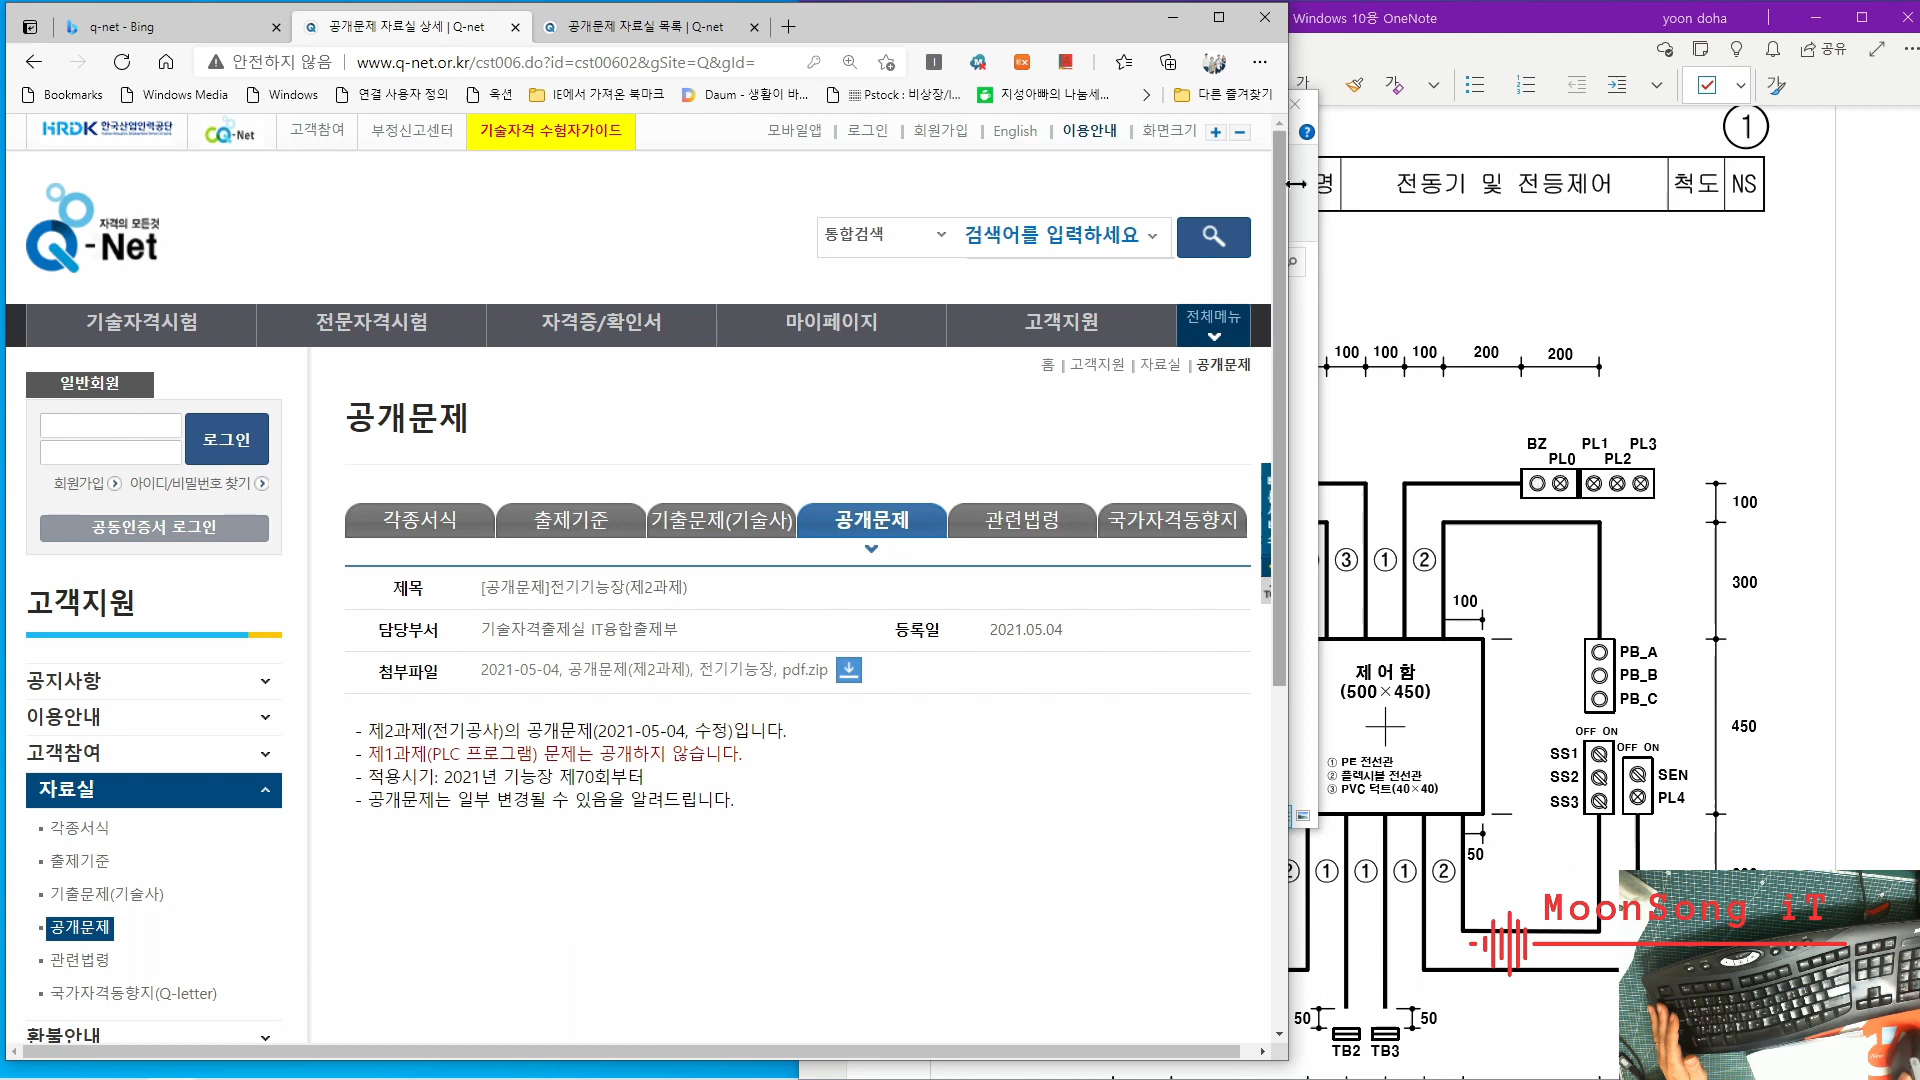 q-net - Bing
공개문제 자료실 상세 | Q-net
공개문제 자료실 목록 | Q-net
Windows 10용 OneNote
yoon doha
안전하지 않음
www.q-net.or.kr/cst006.do?id=cst00602&gSite=Q&gId=
공유
Bookmarks
Windows Media
Windows
연결 사용자 정의
옥션
IE에서 가져온 북마크
Daum - 생활이 바...
Pstock : 비상장/I...
지성아빠의 나눔세...
다른 즐겨찾기
HRDK 한국산업인력공단
CQ-Net
고객참여
부정신고센터
기술자격 수험자가이드
모바일앱
로그인
회원가입
English
이용안내
화면크기
자격의 모든것
Q-Net
통합검색
검색어를 입력하세요
기술자격시험
전문자격시험
자격증/확인서
마이페이지
고객지원
전체메뉴
홈 | 고객지원 | 자료실 | 공개문제
일반회원
로그인
회원가입
아이디/비밀번호 찾기
공동인증서 로그인
고객지원
공지사항
이용안내
고객참여
자료실
각종서식
출제기준
기출문제(기술사)
공개문제
관련법령
국가자격동향지(Q-letter)
환불안내
공개문제
각종서식
출제기준
기출문제(기술사)
공개문제
관련법령
국가자격동향지
제목
[공개문제]전기기능장(제2과제)
담당부서
기술자격출제실 IT융합출제부
등록일
2021.05.04
첨부파일
2021-05-04, 공개문제(제2과제), 전기기능장, pdf.zip
- 제2과제(전기공사)의 공개문제(2021-05-04, 수정)입니다.
- 제1과제(PLC 프로그램) 문제는 공개하지 않습니다.
- 적용시기: 2021년 기능장 제70회부터
- 공개문제는 일부 변경될 수 있음을 알려드립니다.
①
명
전동기 및 전등제어
척도
NS
100 100 100 200 200
BZ PL1 PL3
PL0 PL2
100
③ ① ②
300
100
제 어 함
(500×450)
PB_A
PB_B
PB_C
450
① PE 전선관
② 플렉시블 전선관
③ PVC 덕트(40×40)
OFF ON
OFF ON
SS1
SS2
SS3
SEN
PL4
50
① ① ① ②
MoonSong iT
50
50
TB2 TB3